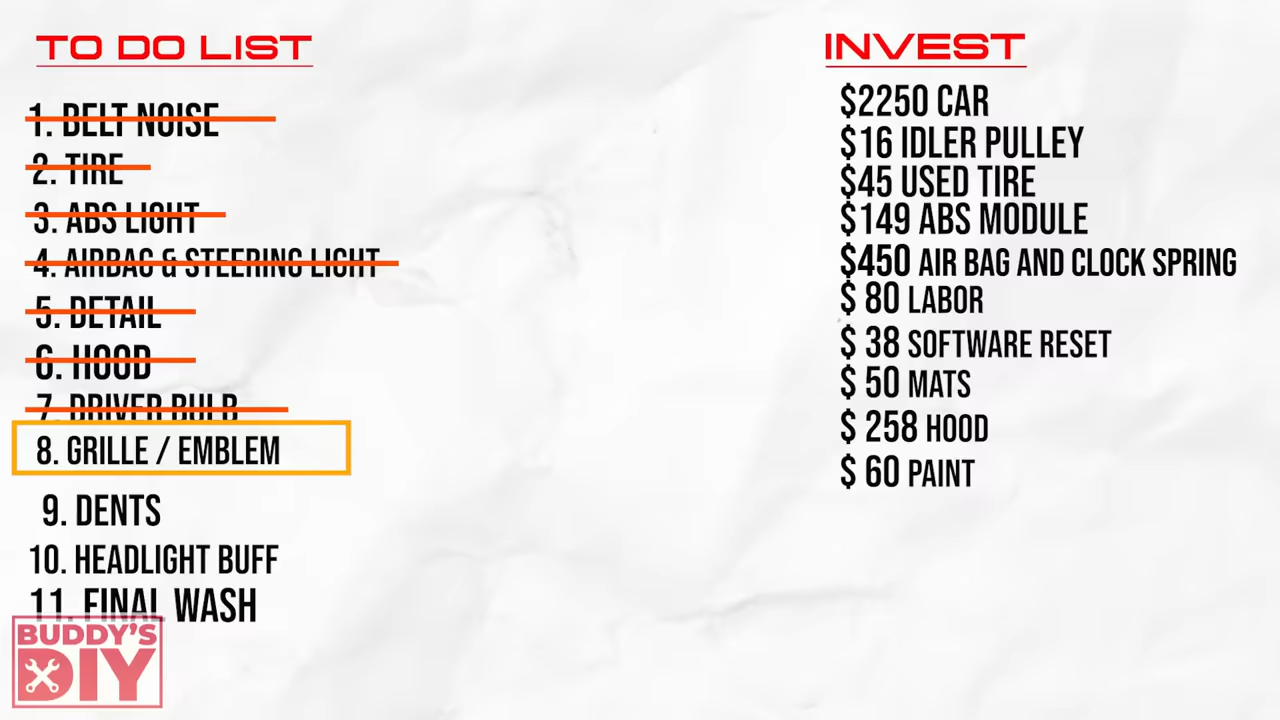 TO DO LIST
1. BELT NOISE
2. TIRE
3. ABS LIGHT
4. AIRBAG & STEERING LIGHT
5. DETAIL
6. HOOD
7. DRIVER BULB
8. GRILLE / EMBLEM
9. DENTS
10. HEADLIGHT BUFF
11. FINAL WASH
INVEST
$2250 CAR
$16 IDLER PULLEY
$45 USED TIRE
$149 ABS MODULE
$450 AIR BAG AND CLOCK SPRING
$ 80 LABOR
$ 38 SOFTWARE RESET
$ 50 MATS
$ 258 HOOD
$ 60 PAINT
BUDDY'S
DIY